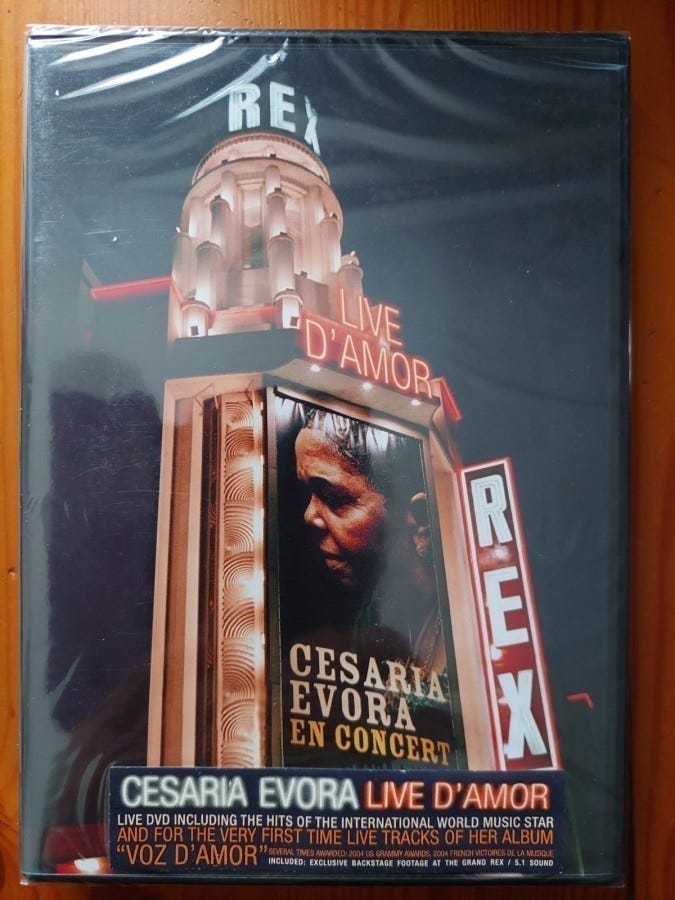 REX
LIVE
D'AMOR
REX
CESARIA
EVORA
EN CONCERT
CESARIA EVORA LIVE D'AMOR
LIVE DVD INCLUDING THE HITS OF THE INTERNATIONAL WORLD MUSIC STAR
AND FOR THE VERY FIRST TIME LIVE TRACKS OF HER ALBUM
"VOZ D'AMOR" SEVERAL TIMES AWARDED: 2004 US GRAMMY AWARDS, 2004 FRENCH VICTOIRES DE LA MUSIQUE
INCLUDED: EXCLUSIVE BACKSTAGE FOOTAGE AT THE GRAND REX / 5.1 SOUND